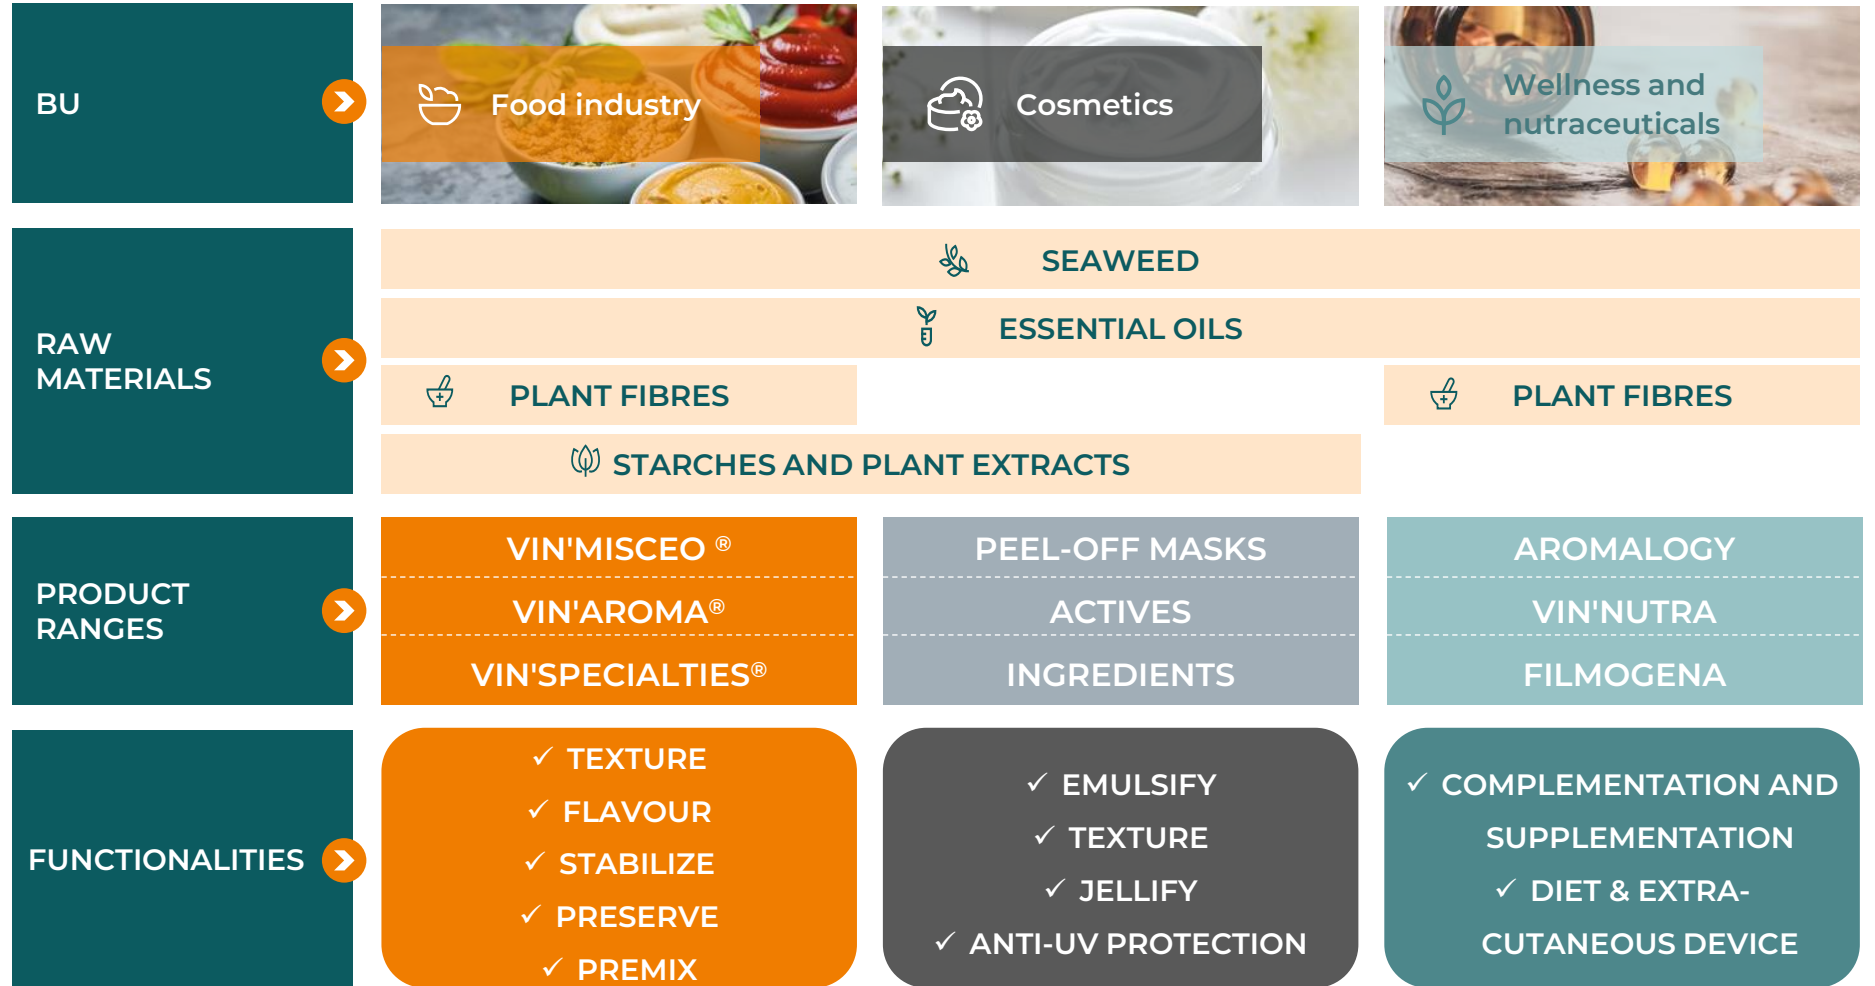 BU
Food industry
Cosmetics
Wellness and
nutraceuticals
RAW
MATERIALS
SEAWEED
ESSENTIAL OILS
PLANT FIBRES
PLANT FIBRES
STARCHES AND PLANT EXTRACTS
PRODUCT
RANGES
VIN'MISCEO ®
VIN'AROMA®
VIN'SPECIALTIES®
PEEL-OFF MASKS
ACTIVES
INGREDIENTS
AROMALOGY
VIN'NUTRA
FILMOGENA
FUNCTIONALITIES
✓ TEXTURE
✓ FLAVOUR
✓ STABILIZE
✓ PRESERVE
✓ PREMIX
✓ EMULSIFY
✓ TEXTURE
✓ JELLIFY
✓ ANTI-UV PROTECTION
✓ COMPLEMENTATION AND
SUPPLEMENTATION
✓ DIET & EXTRA-
CUTANEOUS DEVICE